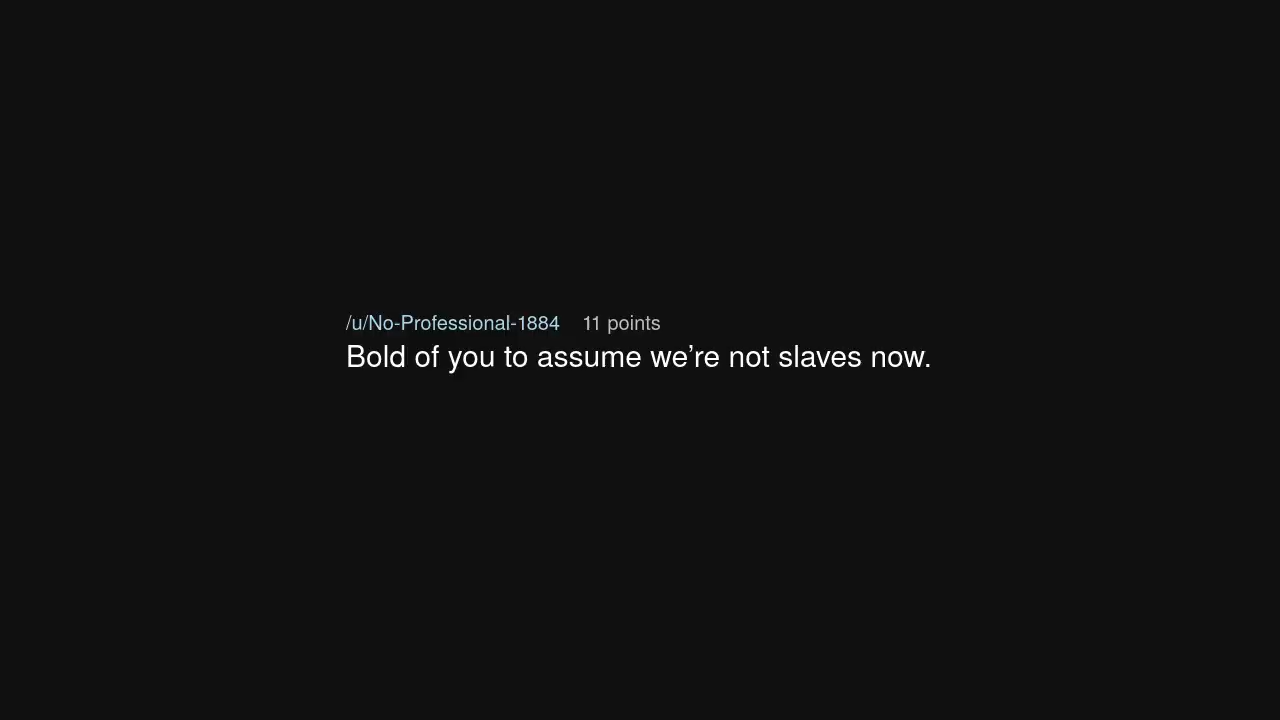 /u/No-Professional-1884 11 points
Bold of you to assume we’re not slaves now.